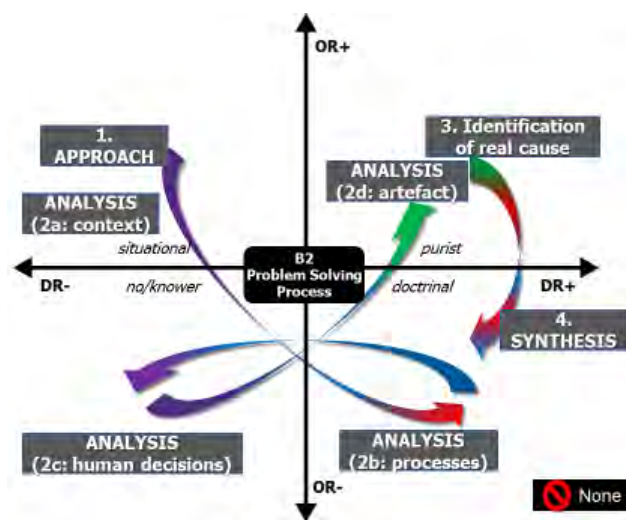 OR+
1.
APPROACH
3. Identification
of real cause
ANALYSIS
(2d: artefact)
ANALYSIS
(2a: context)
situational
purist
B2
Problem Solving
Process
DR-
no/knower
doctrinal
DR+
4.
SYNTHESIS
ANALYSIS
(2c: human decisions)
ANALYSIS
(2b: processes)
OR-
None